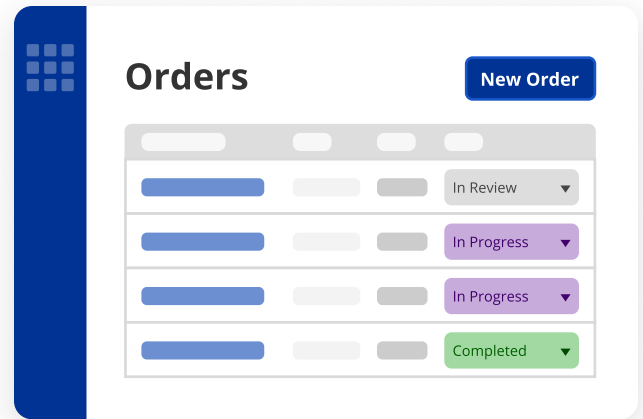 Orders
New Order
In Review
In Progress
In Progress
Completed